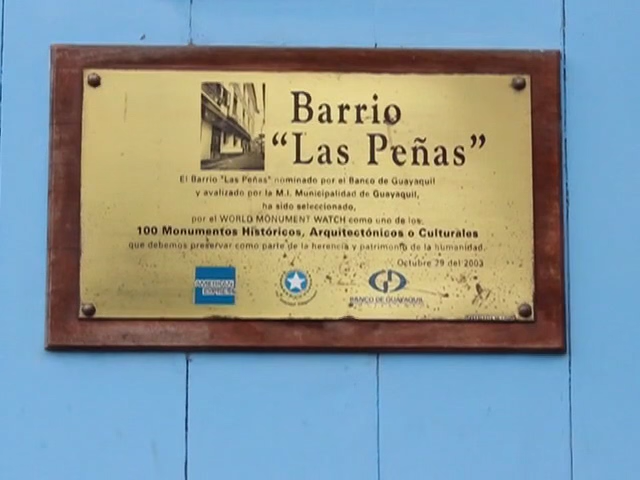 Barrio
“Las Peñas”
El Barrio "Las Peñas" nominado por el Banco de Guayaquil
y avalizado por la M.I. Municipalidad de Guayaquil,
ha sido seleccionado,
por el WORLD MONUMENT WATCH como uno de los
100 Monumentos Históricos, Arquitectónicos o Culturales
que debemos preservar como parte de la herencia y patrimonio de la humanidad.
Octubre 29 del 2003
AMERICAN
EXPRESS
BANCO DE GUAYAQUIL